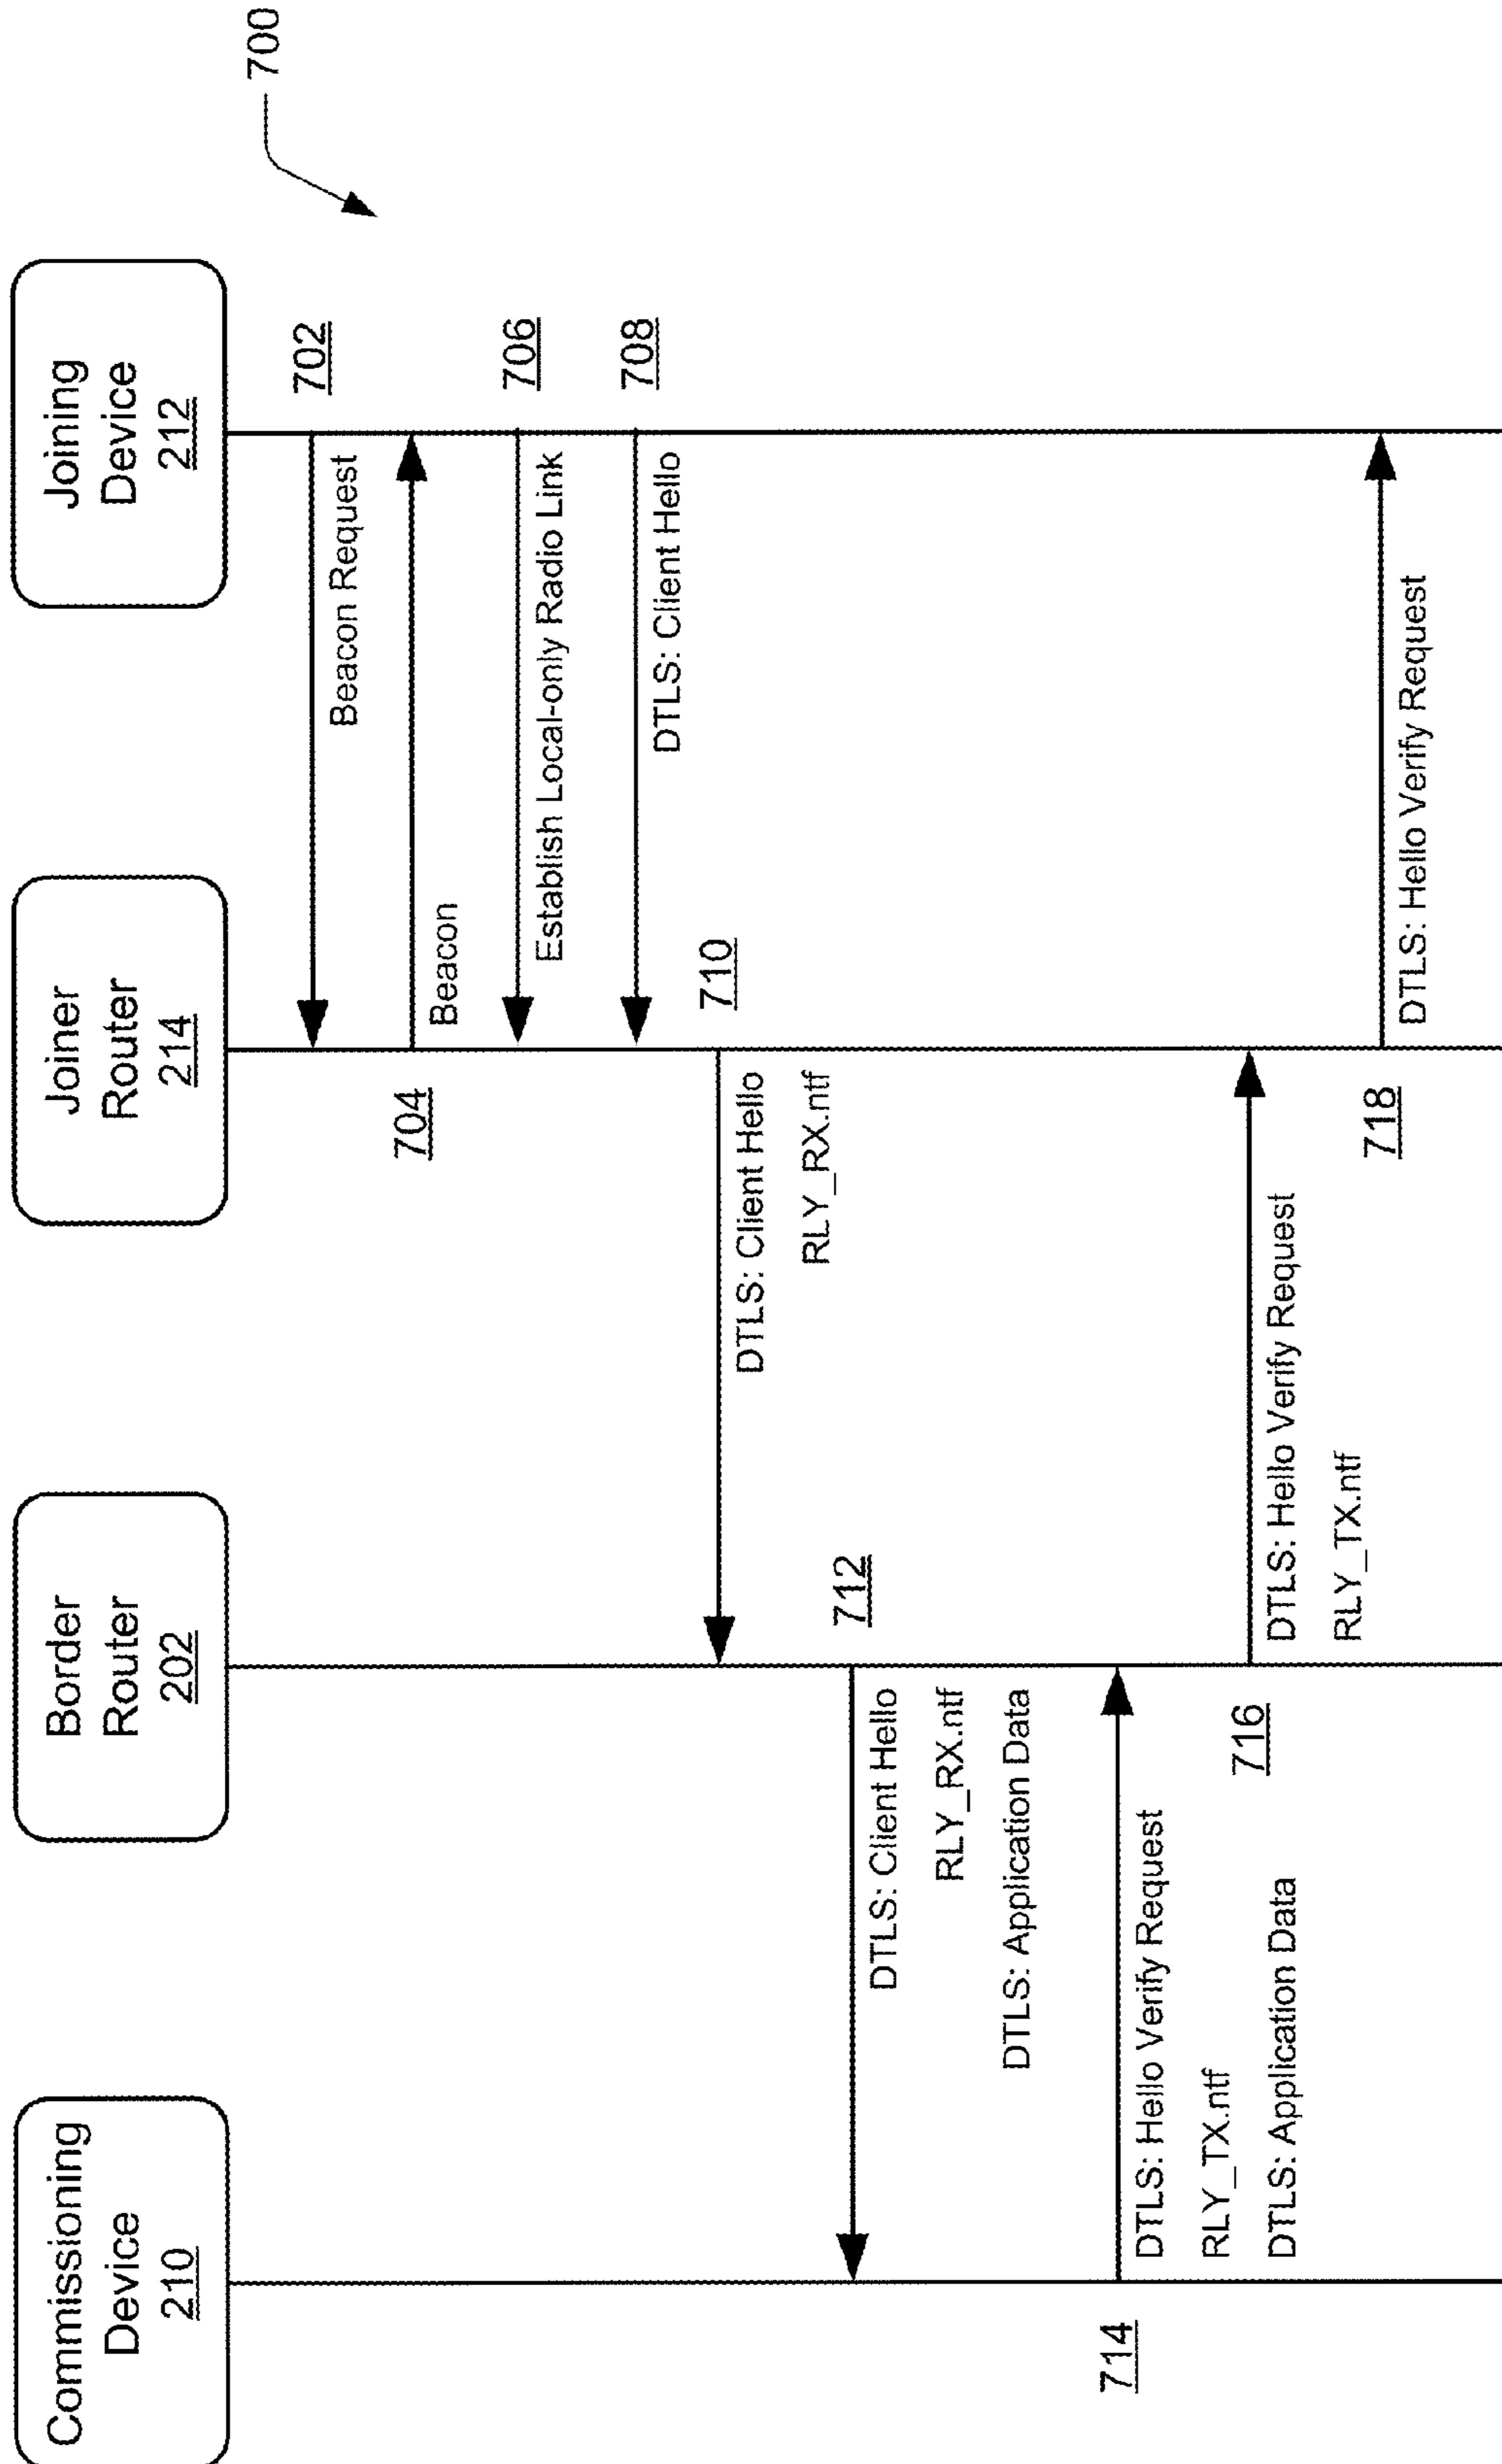 Commissioning
Device
210
Border
Router
202
Joiner
Router
214
Joining
Device
212
700
702
Beacon Request
704
Beacon
706
Establish Local-only Radio Link
708
DTLS: Client Hello
710
DTLS: Client Hello
RLY_RX.ntf
712
DTLS: Client Hello
RLY_RX.ntf
DTLS: Application Data
714
DTLS: Hello Verify Request
RLY_TX.ntf
DTLS: Application Data
716
DTLS: Hello Verify Request
RLY_TX.ntf
718
DTLS: Hello Verify Request